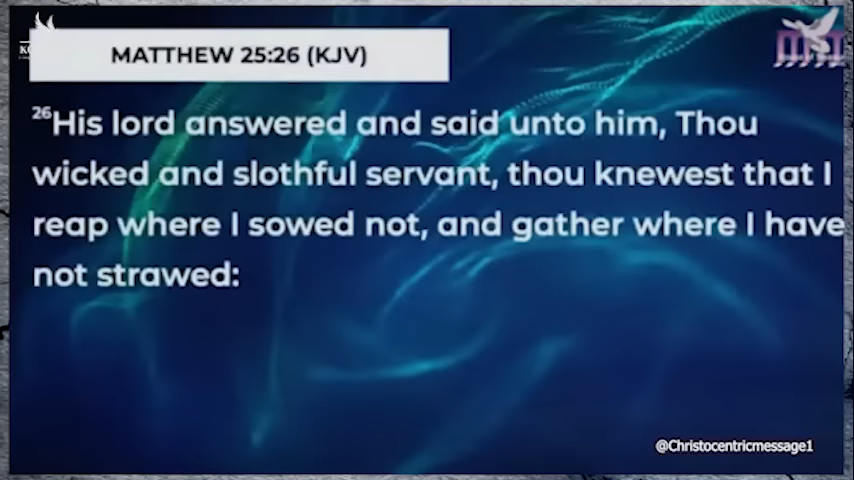 MATTHEW 25:26 (KJV)
26His lord answered and said unto him, Thou
wicked and slothful servant, thou knewest that I
reap where I sowed not, and gather where I have
not strawed:
@Christocentricmessage1